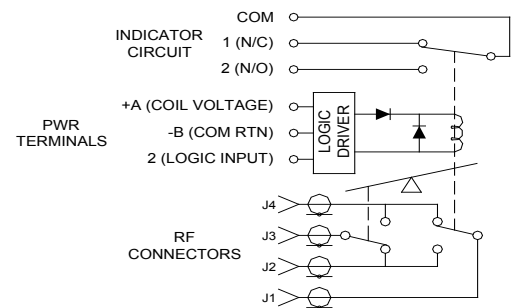 COM
INDICATOR
CIRCUIT
1 (N/C)
2 (N/O)
+A (COIL VOLTAGE)
PWR
TERMINALS
-B (COM RTN)
2 (LOGIC INPUT)
LOGIC
DRIVER
J4
RF
CONNECTORS
J3
J2
J1